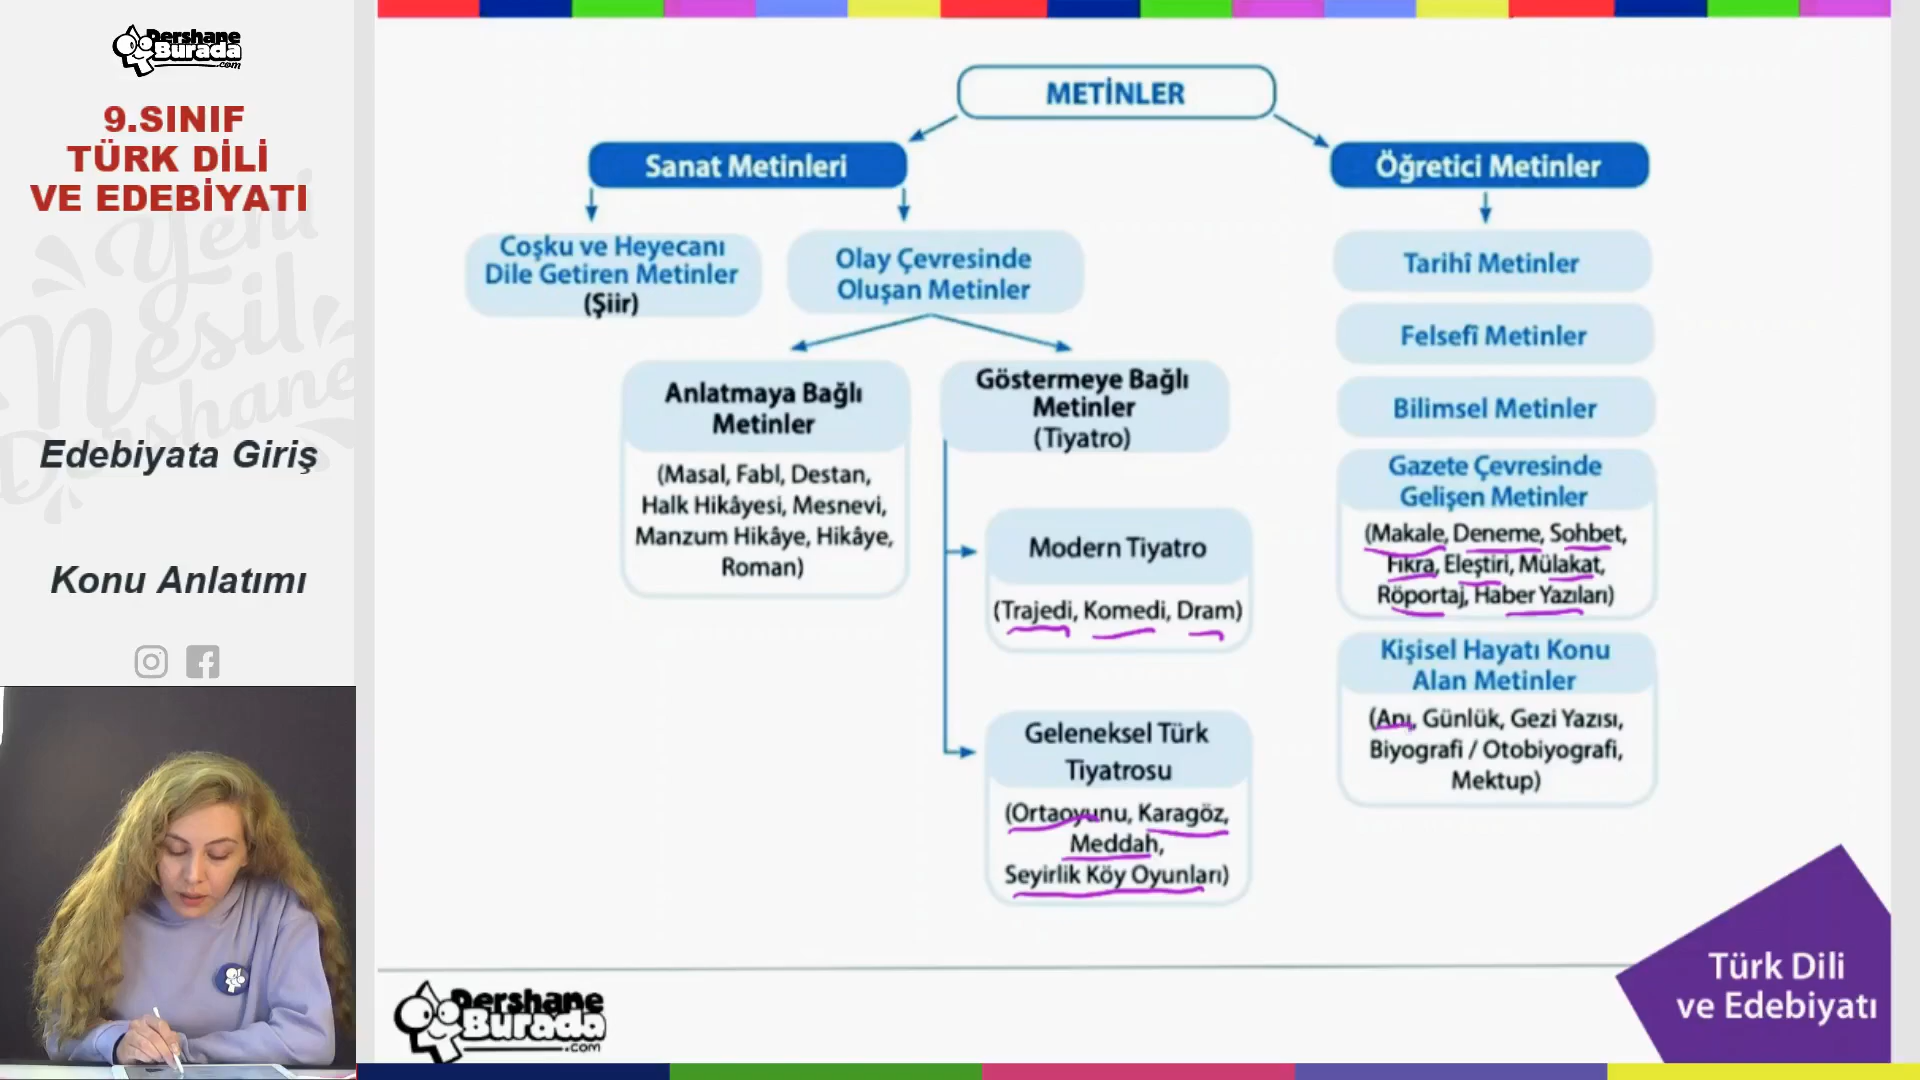 Dershane
Burada
.com
9.SINIF
TÜRK DİLİ
VE EDEBİYATI
Yeni
Nesil
Dershane
Edebiyata Giriş
Konu Anlatımı
METİNLER
Sanat Metinleri
Öğretici Metinler
Coşku ve Heyecanı
Dile Getiren Metinler
(Şiir)
Olay Çevresinde
Oluşan Metinler
Anlatmaya Bağlı
Metinler
(Masal, Fabl, Destan,
Halk Hikâyesi, Mesnevi,
Manzum Hikâye, Hikâye,
Roman)
Göstermeye Bağlı
Metinler
(Tiyatro)
Modern Tiyatro
(Trajedi, Komedi, Dram)
Geleneksel Türk
Tiyatrosu
(Ortaoyunu, Karagöz,
Meddah,
Seyirlik Köy Oyunları)
Tarihî Metinler
Felsefî Metinler
Bilimsel Metinler
Gazete Çevresinde
Gelişen Metinler
(Makale, Deneme, Sohbet,
Fıkra, Eleştiri, Mülakat,
Röportaj, Haber Yazıları)
Kişisel Hayatı Konu
Alan Metinler
(Anı, Günlük, Gezi Yazısı,
Biyografi / Otobiyografi,
Mektup)
Dershane
Burada
.com
Türk Dili
ve Edebiyatı